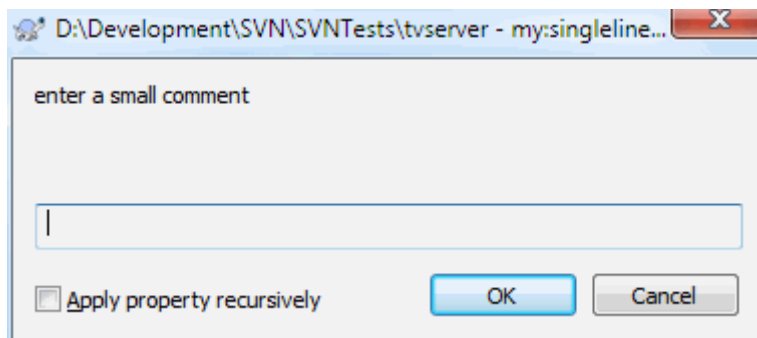 D:\Development\SVN\SVNTests\tvserver - my:singleline...
enter a small comment
Apply property recursively
OK
Cancel